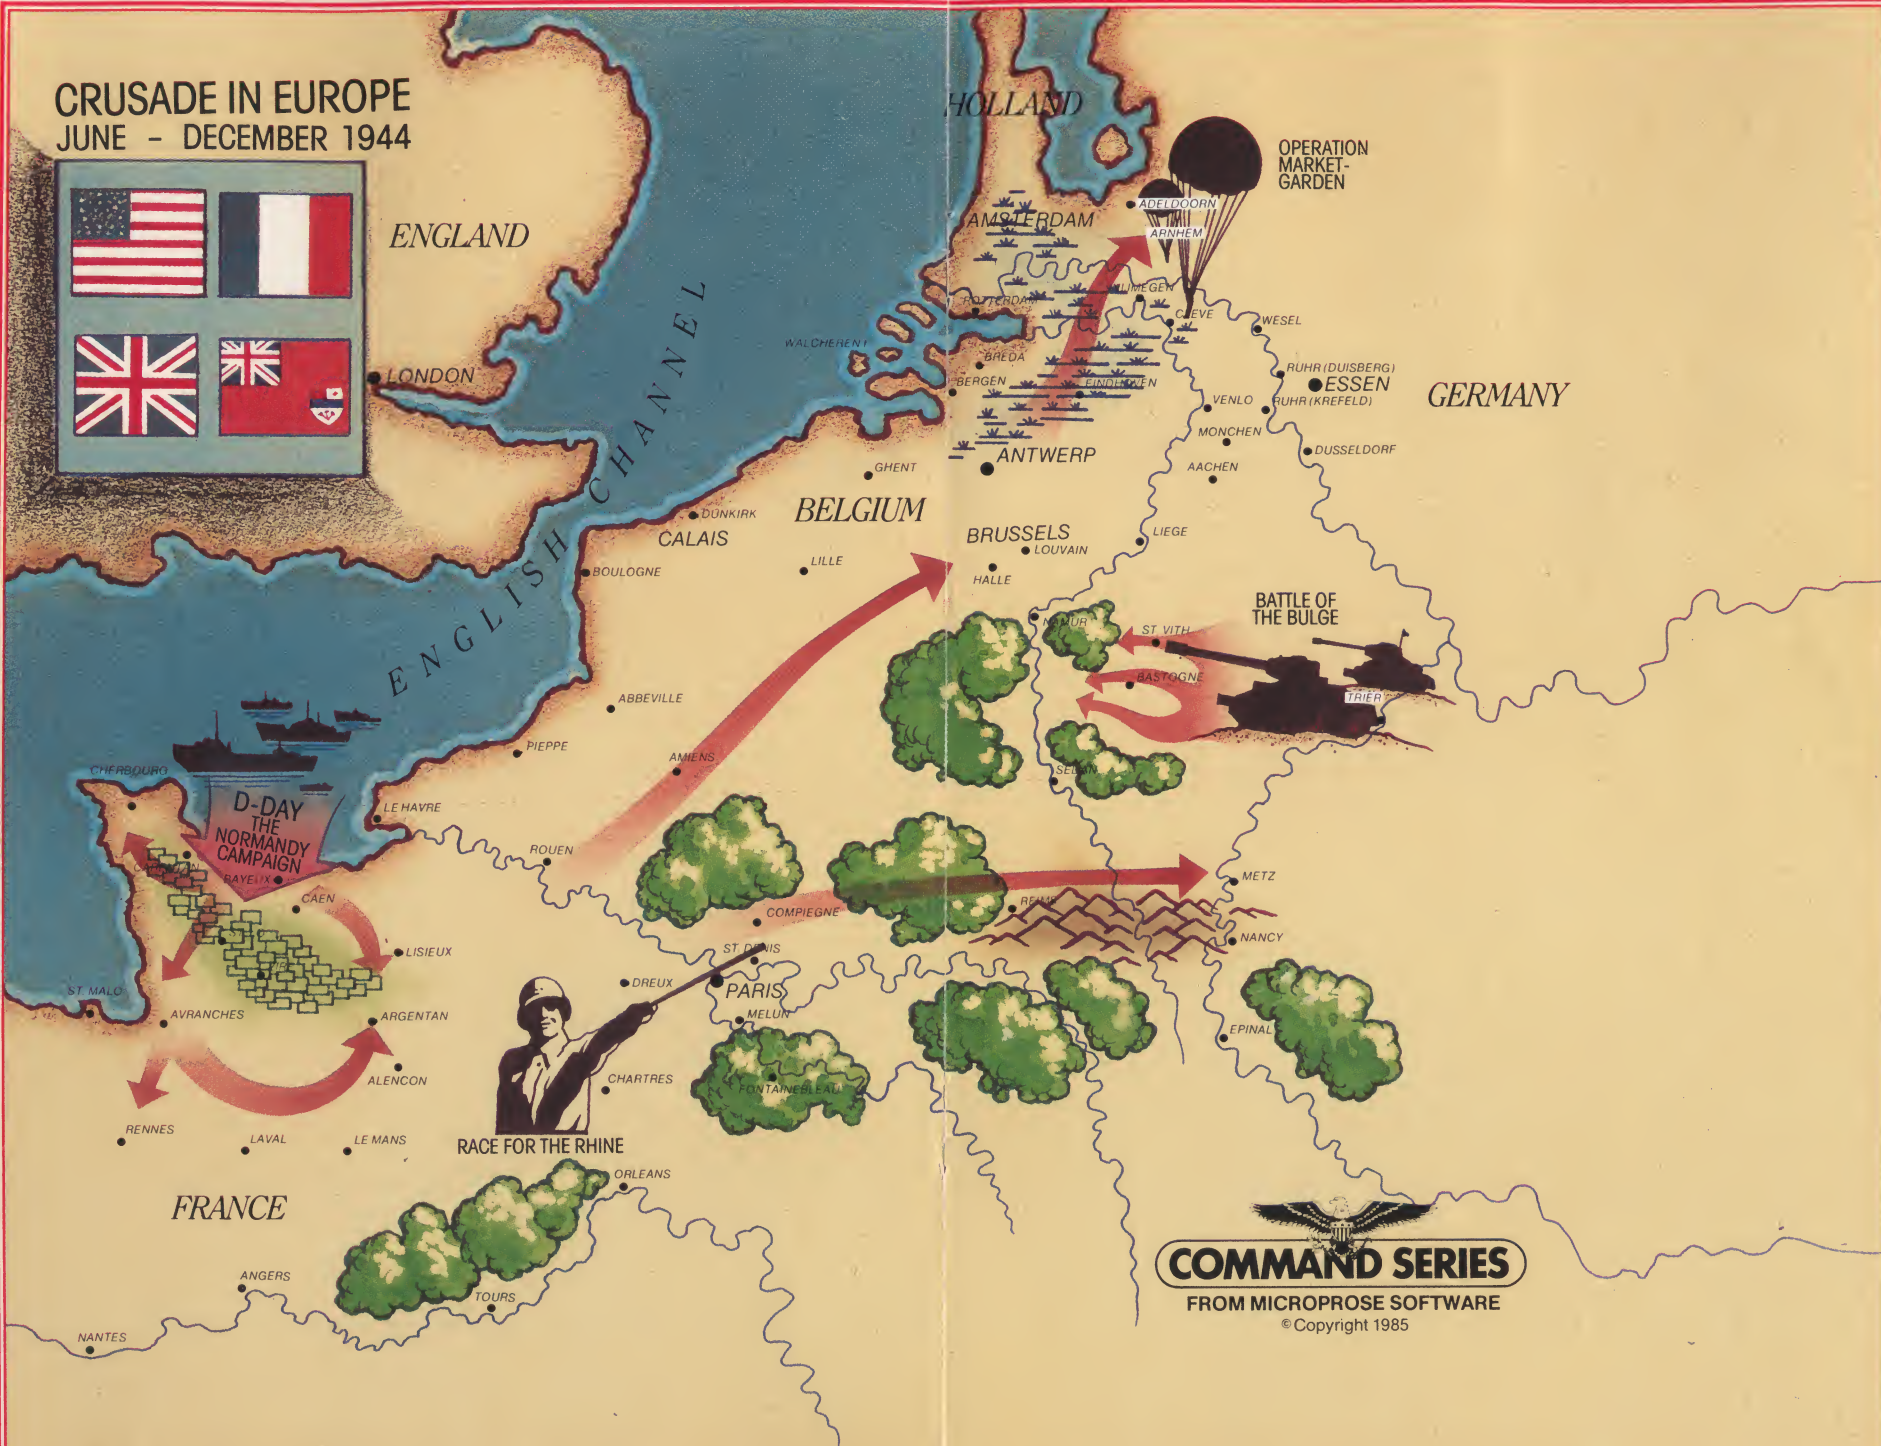 CRUSADE IN EUROPE
JUNE - DECEMBER 1944
HOLLAND
OPERATION
MARKET-
GARDEN
ADELDOORN
AMSTERDAM
ARNHEM
ENGLAND
ROTTERDAM
CLEVE
WESEL
WALCHEREN
BREDA
LONDON
BERGEN
EINDHOVEN
RUHR (DUISBERG)
ESSEN
GERMANY
VENLO
RUHR (KREFELD)
MONCHEN
DUSSELDORF
ANTWERP
AACHEN
GHENT
ENGLISH CHANNEL
BELGIUM
DUNKIRK
CALAIS
BRUSSELS
LOUVAIN
LIEGE
LILLE
HALLE
BOULOGNE
NAMUR
BATTLE OF
THE BULGE
ST. VITH
BASTOGNE
TRIER
ABBEVILLE
PIEPPE
AMIENS
SEDAN
CHERBOURG
LE HAVRE
D-DAY
THE
NORMANDY
CAMPAIGN
ROUEN
BAYEUX
CAEN
METZ
REIMS
COMPIEGNE
NANCY
LISIEUX
ST. DENIS
DREUX
PARIS
ST. MALO
AVRANCHES
ARGENTAN
MELUN
EPINAL
ALENCON
CHARTRES
FONTAINEBLEAU
RENNES
LAVAL
LE MANS
RACE FOR THE RHINE
ORLEANS
FRANCE
COMMAND SERIES
FROM MICROPROSE SOFTWARE
© Copyright 1985
ANGERS
TOURS
NANTES